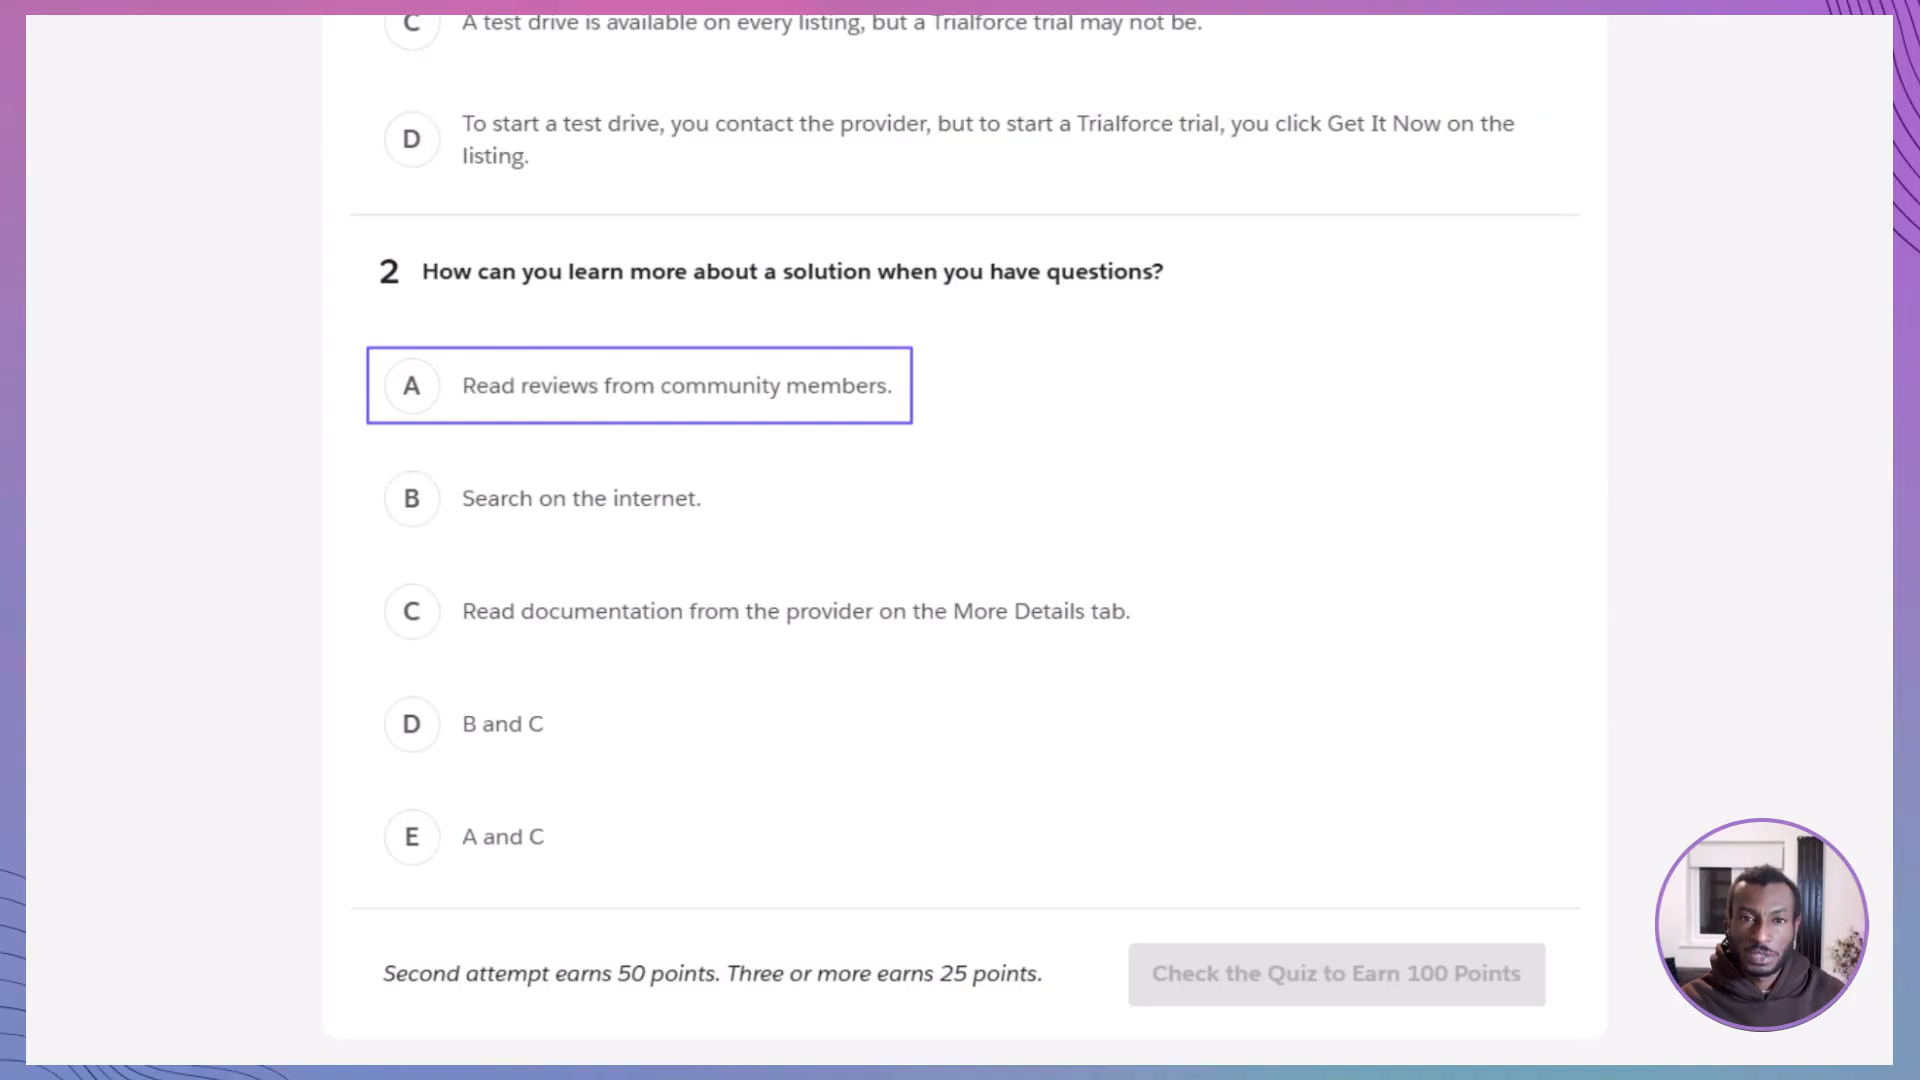 C A test drive is available on every listing, but a Trialforce trial may not be.
D To start a test drive, you contact the provider, but to start a Trialforce trial, you click Get It Now on the
listing.
2 How can you learn more about a solution when you have questions?
A Read reviews from community members.
B Search on the internet.
C Read documentation from the provider on the More Details tab.
D B and C
E A and C
Second attempt earns 50 points. Three or more earns 25 points.
Check the Quiz to Earn 100 Points